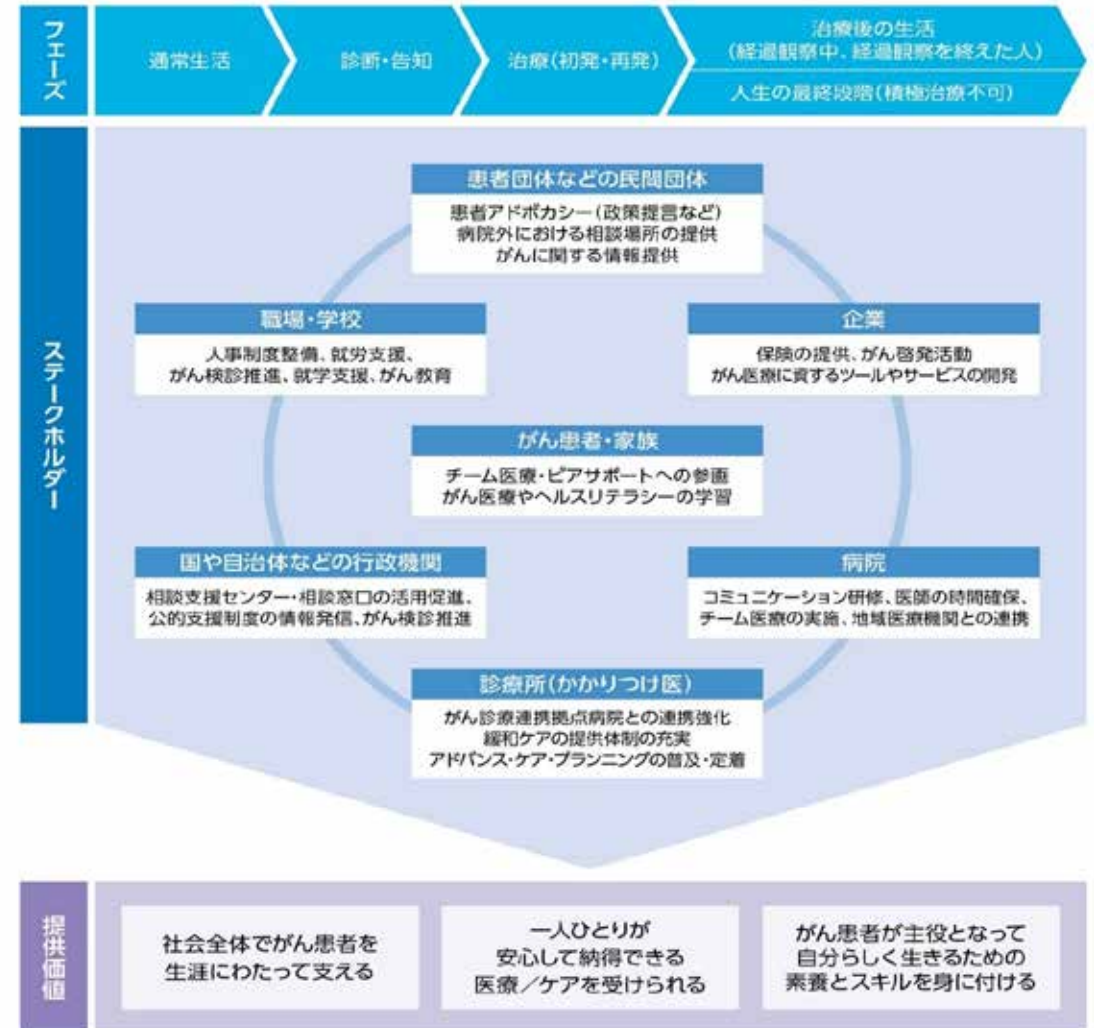 フェーズ
通常生活
診断・告知
治療(初発・再発)
治療後の生活
(経過観察中、経過観察を終えた人)
人生の最終段階(積極治療不可)
ステークホルダー
患者団体などの民間団体
患者アドボカシー(政策提言など)
病院外における相談場所の提供
がんに関する情報提供
職場・学校
人事制度整備、就労支援、
がん検診推進、就学支援、がん教育
企業
保険の提供、がん啓発活動
がん医療に資するツールやサービスの開発
がん患者・家族
チーム医療・ピアサポートへの参画
がん医療やヘルスリテラシーの学習
国や自治体などの行政機関
相談支援センター・相談窓口の活用促進、
公的支援制度の情報発信、がん検診推進
病院
コミュニケーション研修、医師の時間確保、
チーム医療の実施、地域医療機関との連携
診療所(かかりつけ医)
がん診療連携拠点病院との連携強化
緩和ケアの提供体制の充実
アドバンス・ケア・プランニングの普及・定着
提供価値
社会全体でがん患者を
生涯にわたって支える
一人ひとりが
安心して納得できる
医療/ケアを受けられる
がん患者が主役となって
自分らしく生きるための
素養とスキルを身に付ける